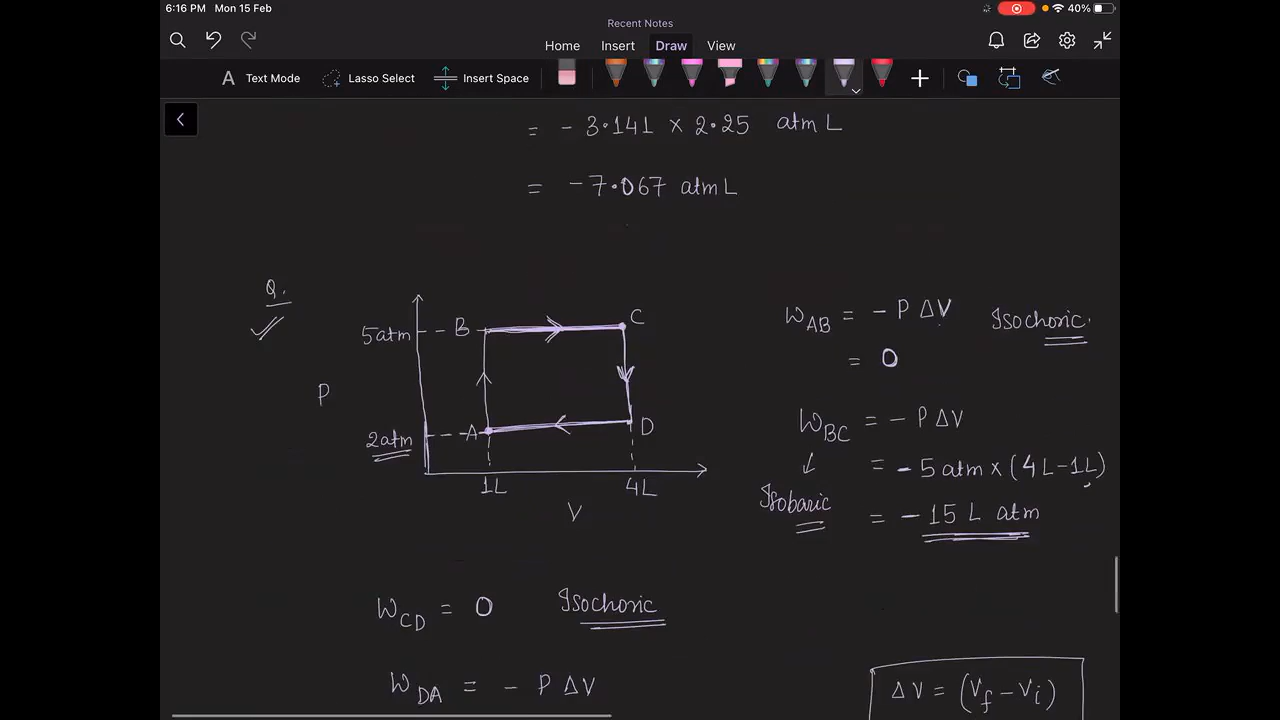 6:16 PM Mon 15 Feb
40%
Recent Notes
Home Insert Draw View
A Text Mode Lasso Select Insert Space
= - 3.141 × 2.25 atm L
= -7.067 atm L
Q.
5atm B C
P
2atm A D
1L 4L
V
W_AB = - P ΔV Isochoric.
= 0
W_BC = - P ΔV
= - 5 atm × (4L-1L)
Isobaric
= - 15 L atm
W_CD = 0 Isochoric
W_DA = - P ΔV
ΔV = (V_f - V_i)